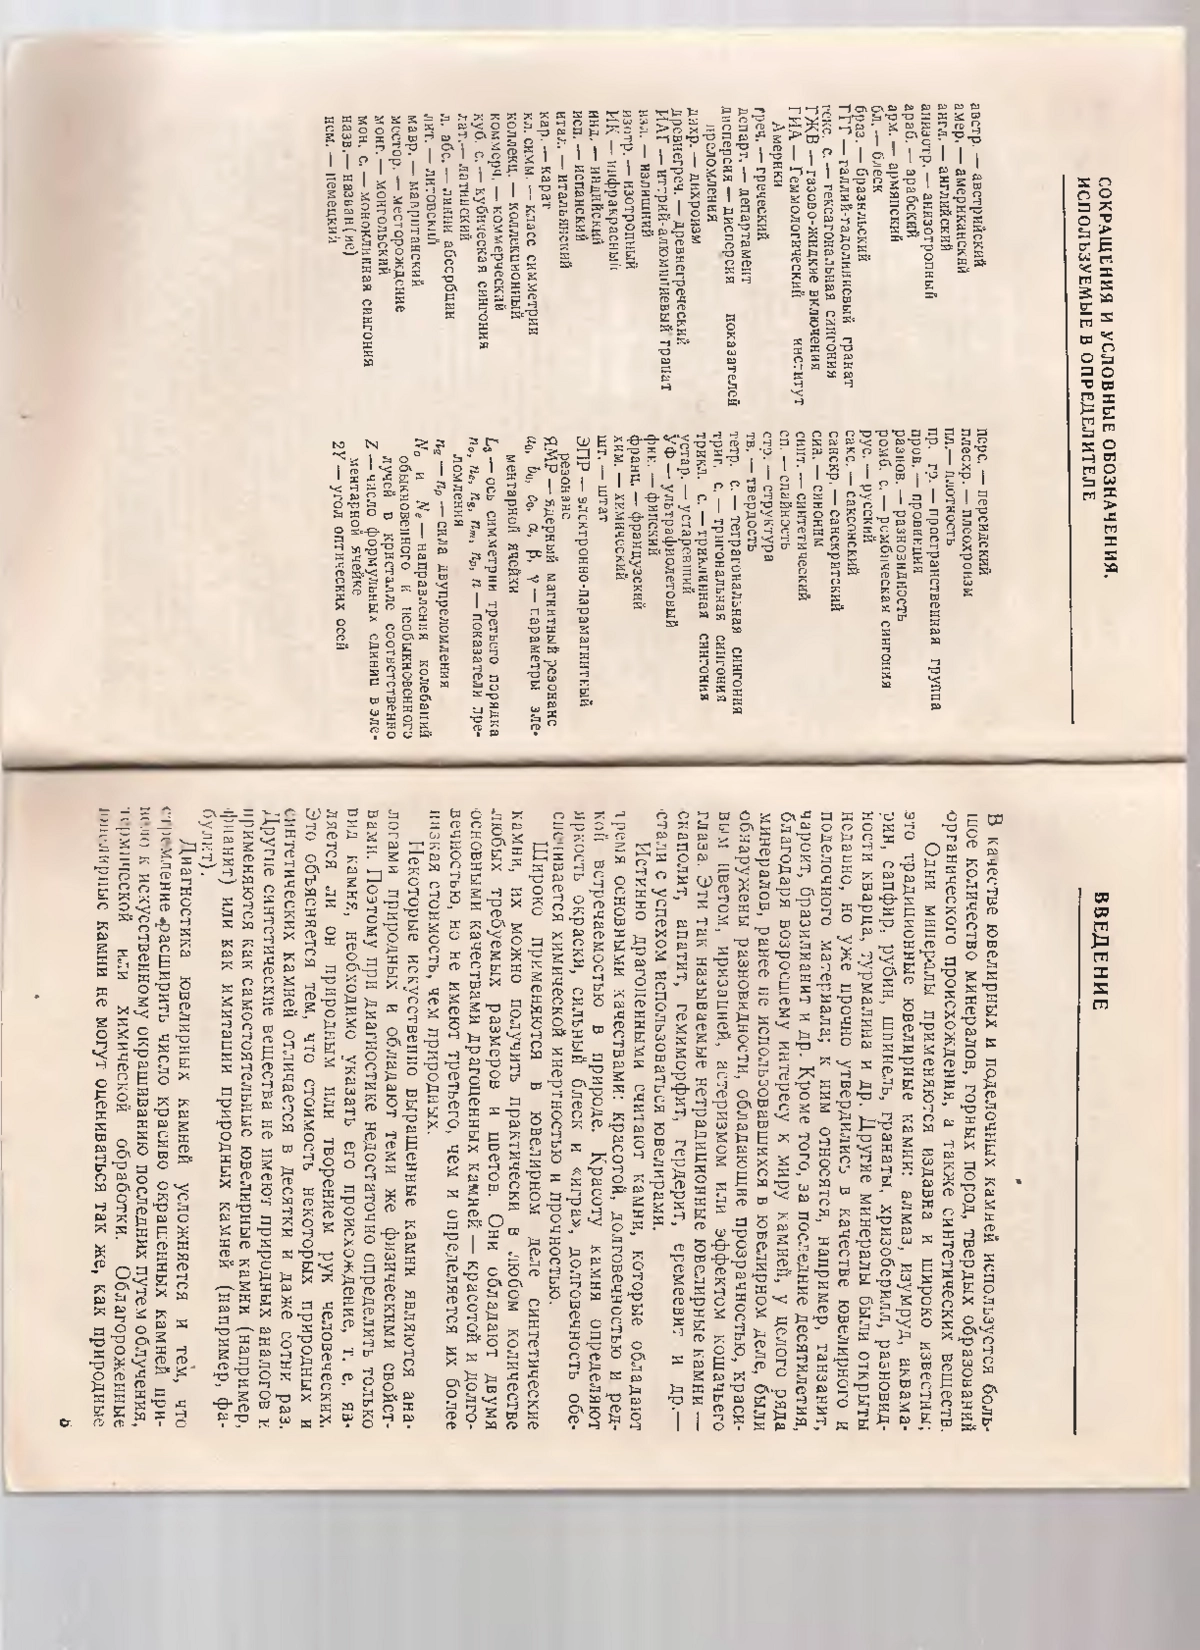 СОКРАЩЕНИЯ И УСЛОВНЫЕ ОБОЗНАЧЕНИЯ,
ИСПОЛЬЗУЕМЫЕ В ОПРЕДЕЛИТЕЛЕ
австр. — австрийский
амер. — американский
англ. — английский
анизотр. — анизотропный
араб. — арабский
арм. — армянский
бл. — блеск
браз. — бразильский
ГГГ — галлий-гадолиниевый гранат
гекс. с. — гексагональная сингония
ГЖВ — газово-жидкие включения
ГИА — Геммологический институт
Америки
греч. — греческий
департ. — департамент
дисперсия — дисперсия показателей
преломления
дихр. — дихроизм
древнегреч. — древнегреческий
ИАГ — иттрий-алюминиевый гранат
изл. — излишний
изотр. — изотропный
ИК — инфракрасный
инд. — индийский
исп. — испанский
итал. — итальянский
кар. — карат
кл. симм. — класс симметрии
коллекц. — коллекционный
коммерч. — коммерческий
куб. с. — кубическая сингония
лат. — латинский
л. абс. — линии абсорбции
лит. — литовский
мавр. — мавританский
местор. — месторождение
монг. — монгольский
мон. с. — моноклинная сингония
назв. — назван(ие)
нем. — немецкий
перс. — персидский
плеохр. — плеохроизм
пл. — плотность
пр. гр. — пространственная группа
пров. — провинция
разнов. — разновидность
ромб. с. — ромбическая сингония
рус. — русский
сакс. — саксонский
санскр. — санскритский
син. — синоним
синт. — синтетический
сп. — спайность
стр. — структура
тв. — твердость
тетр. с. — тетрагональная сингония
триг. с. — тригональная сингония
трикл. с. — триклинная сингония
устар. — устаревший
УФ — ультрафиолетовый
фин. — финский
франц. — французский
хим. — химический
шт. — штат
ЭПР — электронно-парамагнитный
резонанс
ЯМР — ядерный магнитный резонанс
a₀, b₀, c₀, α, β, γ — параметры эле-
ментарной ячейки
L₃ — ось симметрии третьего порядка
nₒ, nₑ, n_g, n_m, n_p, n — показатели пре-
ломления
n_g — n_p — сила двупреломления
Nₒ и Nₑ — направления колебаний
обыкновенного и необыкновенного
лучей в кристалле соответственно
Z — число формульных единиц в эле-
ментарной ячейке
2V — угол оптических осей
ВВЕДЕНИЕ
В качестве ювелирных и поделочных камней используется боль-
шое количество минералов, горных пород, твердых образований
органического происхождения, а также синтетических веществ.
Одни минералы применяются издавна и широко известны;
это традиционные ювелирные камни: алмаз, изумруд, аквама-
рин, сапфир, рубин, шпинель, гранаты, хризоберилл, разновид-
ности кварца, турмалина и др. Другие минералы были открыты
недавно, но уже прочно утвердились в качестве ювелирного и
поделочного материала; к ним относятся, например, танзанит,
чароит, бразилианит и др. Кроме того, за последние десятилетия,
благодаря возросшему интересу к миру камней, у целого ряда
минералов, ранее не использовавшихся в ювелирном деле, были
обнаружены разновидности, обладающие прозрачностью, краси-
вым цветом, иризацией, астеризмом или эффектом кошачьего
глаза. Эти так называемые нетрадиционные ювелирные камни —
скаполит, апатит, гемиморфит, гердерит, еремеевит и др.—
стали с успехом использоваться ювелирами.
Истинно драгоценными считают камни, которые обладают
тремя основными качествами: красотой, долговечностью и ред-
кой встречаемостью в природе. Красоту камня определяют
яркость окраски, сильный блеск и «игра», долговечность обе-
спечивается химической инертностью и прочностью.
Широко применяются в ювелирном деле синтетические
камни, их можно получить практически в любом количестве
любых требуемых размеров и цветов. Они обладают двумя
основными качествами драгоценных камней — красотой и долго-
вечностью, но не имеют третьего, чем и определяется их более
низкая стоимость, чем природных.
Некоторые искусственно выращенные камни являются ана-
логами природных и обладают теми же физическими свойст-
вами. Поэтому при диагностике недостаточно определить только
вид камня, необходимо указать его происхождение, т. е. яв-
ляется ли он природным или творением рук человеческих.
Это объясняется тем, что стоимость некоторых природных и
синтетических камней отличается в десятки и даже сотни раз.
Другие синтетические вещества не имеют природных аналогов и
применяются как самостоятельные ювелирные камни (например,
фианит) или как имитации природных камней (например, фа-
булит).
Диагностика ювелирных камней усложняется и тем, что
стремление расширить число красиво окрашенных камней при-
вело к искусственному окрашиванию последних путем облучения,
термической или химической обработки. Облагороженные
ювелирные камни не могут оцениваться так же, как природные